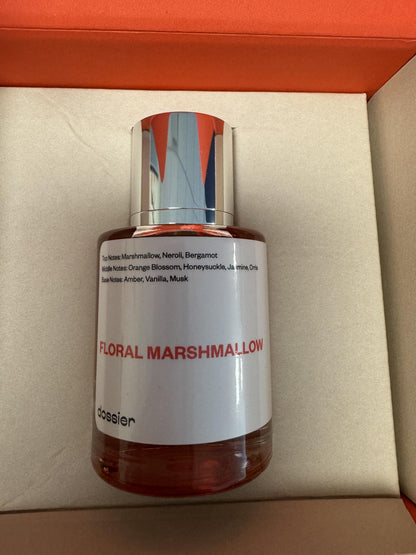 Top Notes: Marshmallow, Neroli, Bergamot
Middle Notes: Orange Blossom, Honeysuckle, Jasmine, Orris
Base Notes: Amber, Vanilla, Musk
FLORAL MARSHMALLOW
dossier